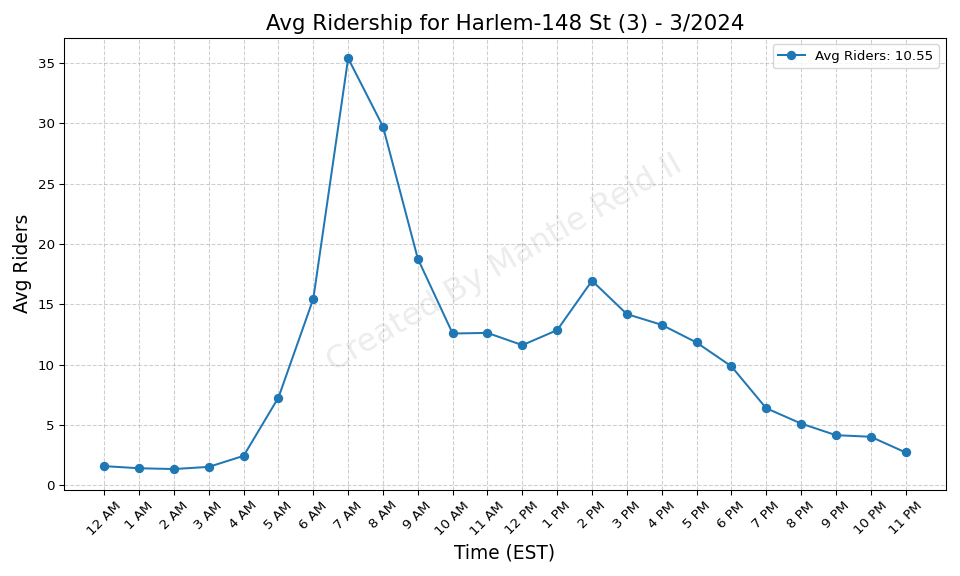 Avg Ridership for Harlem-148 St (3) - 3/2024
Avg Riders: 10.55
35
30
25
20
15
10
5
0
Avg Riders
Created By Mantie Reid II
12 AM
1 AM
2 AM
3 AM
4 AM
5 AM
6 AM
7 AM
8 AM
9 AM
10 AM
11 AM
12 PM
1 PM
2 PM
3 PM
4 PM
5 PM
6 PM
7 PM
8 PM
9 PM
10 PM
11 PM
Time (EST)